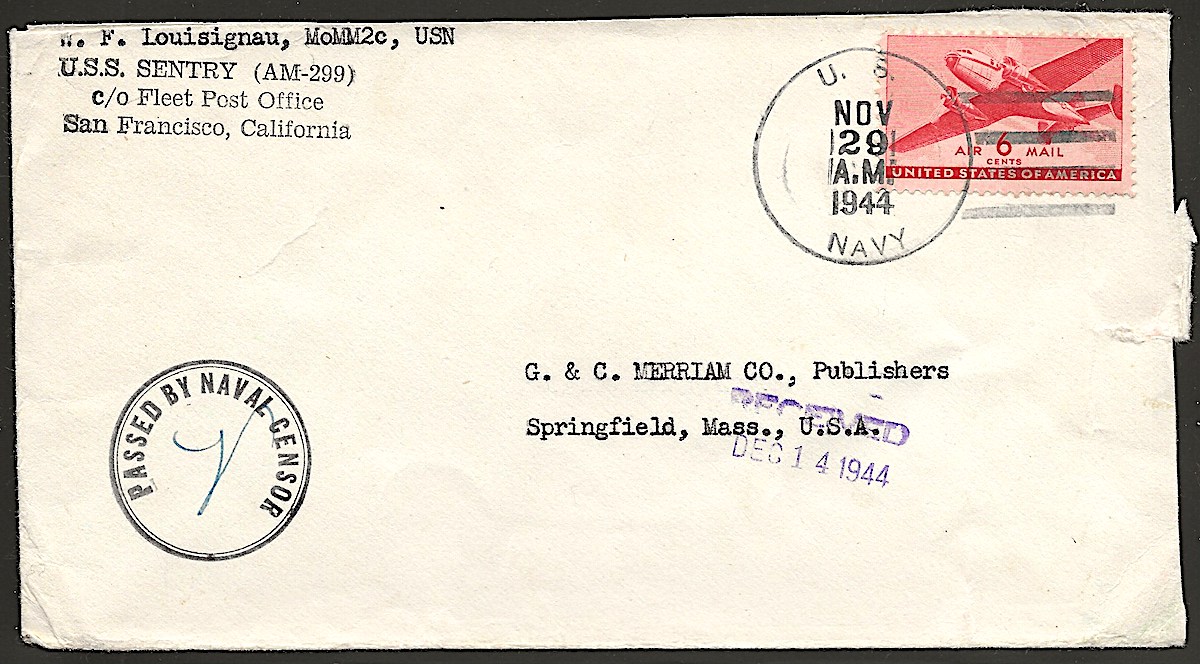 W. F. Louisignau, MoMM2c, USN
U.S.S. SENTRY (AM-299)
c/o Fleet Post Office
San Francisco, California
U. S.
NOV
29
A.M.
1944
NAVY
AIR 6 MAIL
CENTS
UNITED STATES OF AMERICA
G. & C. MERRIAM CO., Publishers
Springfield, Mass., U.S.A.
RECEIVED
DEC 14 1944
PASSED BY NAVAL CENSOR